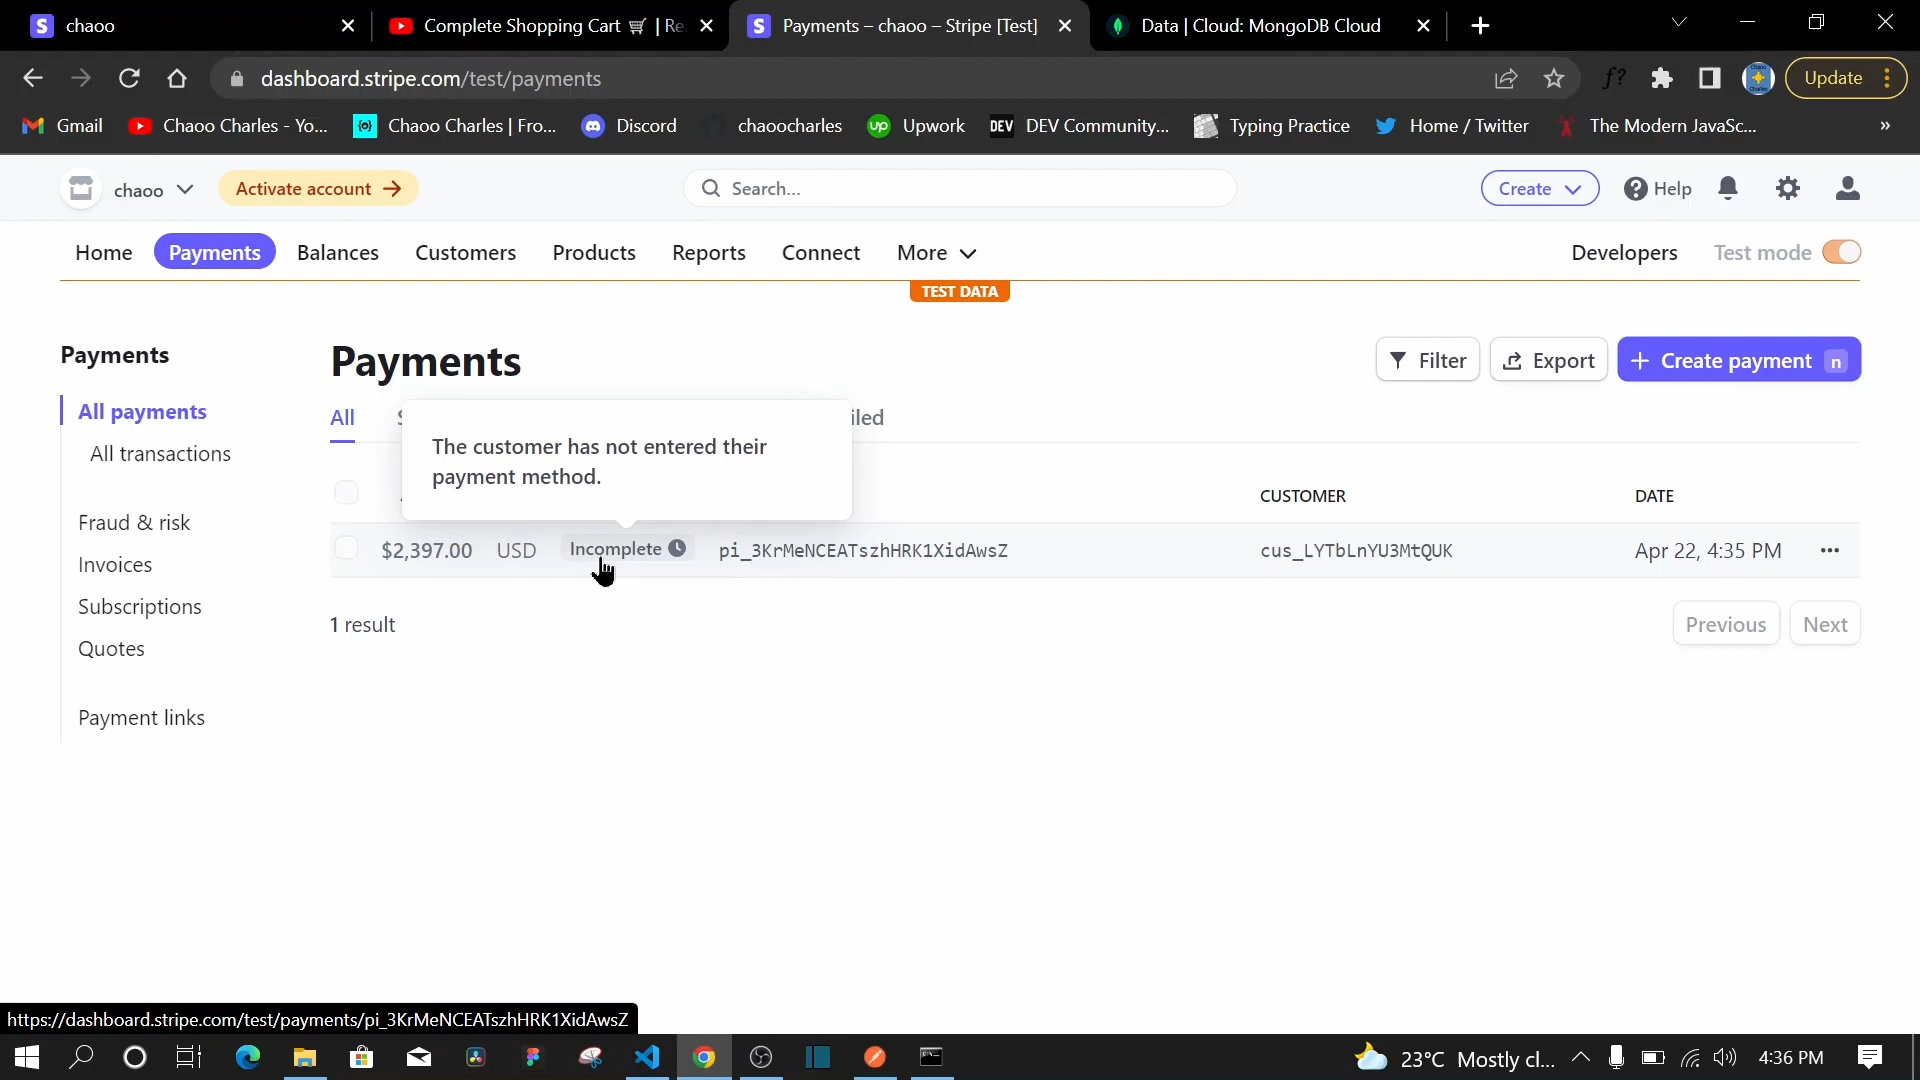 chaoo
Complete Shopping Cart 🛒 | Re
Payments – chaoo – Stripe [Test]
Data | Cloud: MongoDB Cloud
dashboard.stripe.com/test/payments
f?
Update
Gmail
Chaoo Charles - Yo...
Chaoo Charles | Fro...
Discord
chaoocharles
up Upwork
DEV DEV Community...
Typing Practice
Home / Twitter
The Modern JavaSc...
»
chaoo
Activate account →
Search...
Create
Help
Home
Payments
Balances
Customers
Products
Reports
Connect
More
Developers
Test mode
TEST DATA
Payments
All payments
All transactions
Fraud & risk
Invoices
Subscriptions
Quotes
Payment links
Payments
Filter
Export
+ Create payment n
All
iled
The customer has not entered their
payment method.
CUSTOMER
DATE
$2,397.00 USD Incomplete pi_3KrMeNCEATszhHRK1XidAwsZ cus_LYTbLnYU3MtQUK Apr 22, 4:35 PM
1 result
Previous
Next
https://dashboard.stripe.com/test/payments/pi_3KrMeNCEATszhHRK1XidAwsZ
23°C Mostly cl...
4:36 PM